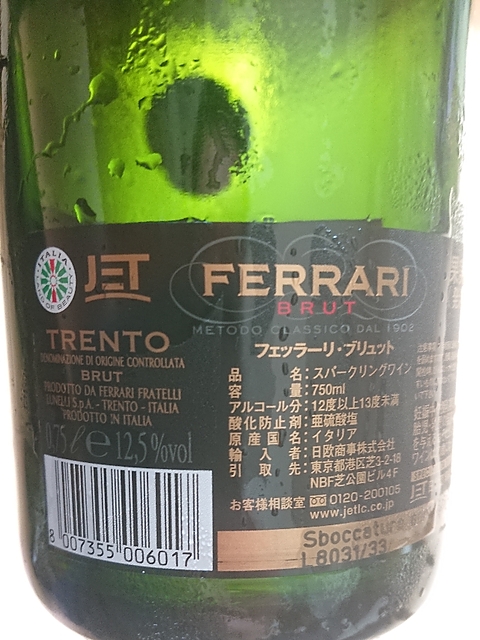 ITALIA
LAND OF BEAUTY
JET
FERRARI
BRUT
METODO CLASSICO DAL 1902
TRENTO
DENOMINAZIONE DI ORIGINE CONTROLLATA
BRUT
PRODOTTO DA FERRARI FRATELLI
LUNELLI S.p.A. - TRENTO - ITALIA
PRODOTTO IN ITALIA
0,75 l e 12,5%vol
8 007355 006017
フェッラーリ・ブリュット
品 名：スパークリングワイン
容 量：750ml
アルコール分：12度以上13度未満
酸化防止剤：亜硫酸塩
原産国名：イタリア
輸入者：日欧商事株式会社
引取先：東京都港区芝3-2-18
NBF芝公園ビル4F
お客様相談室 0120-200105
www.jetlc.co.jp
Sboccatura
L8031/33